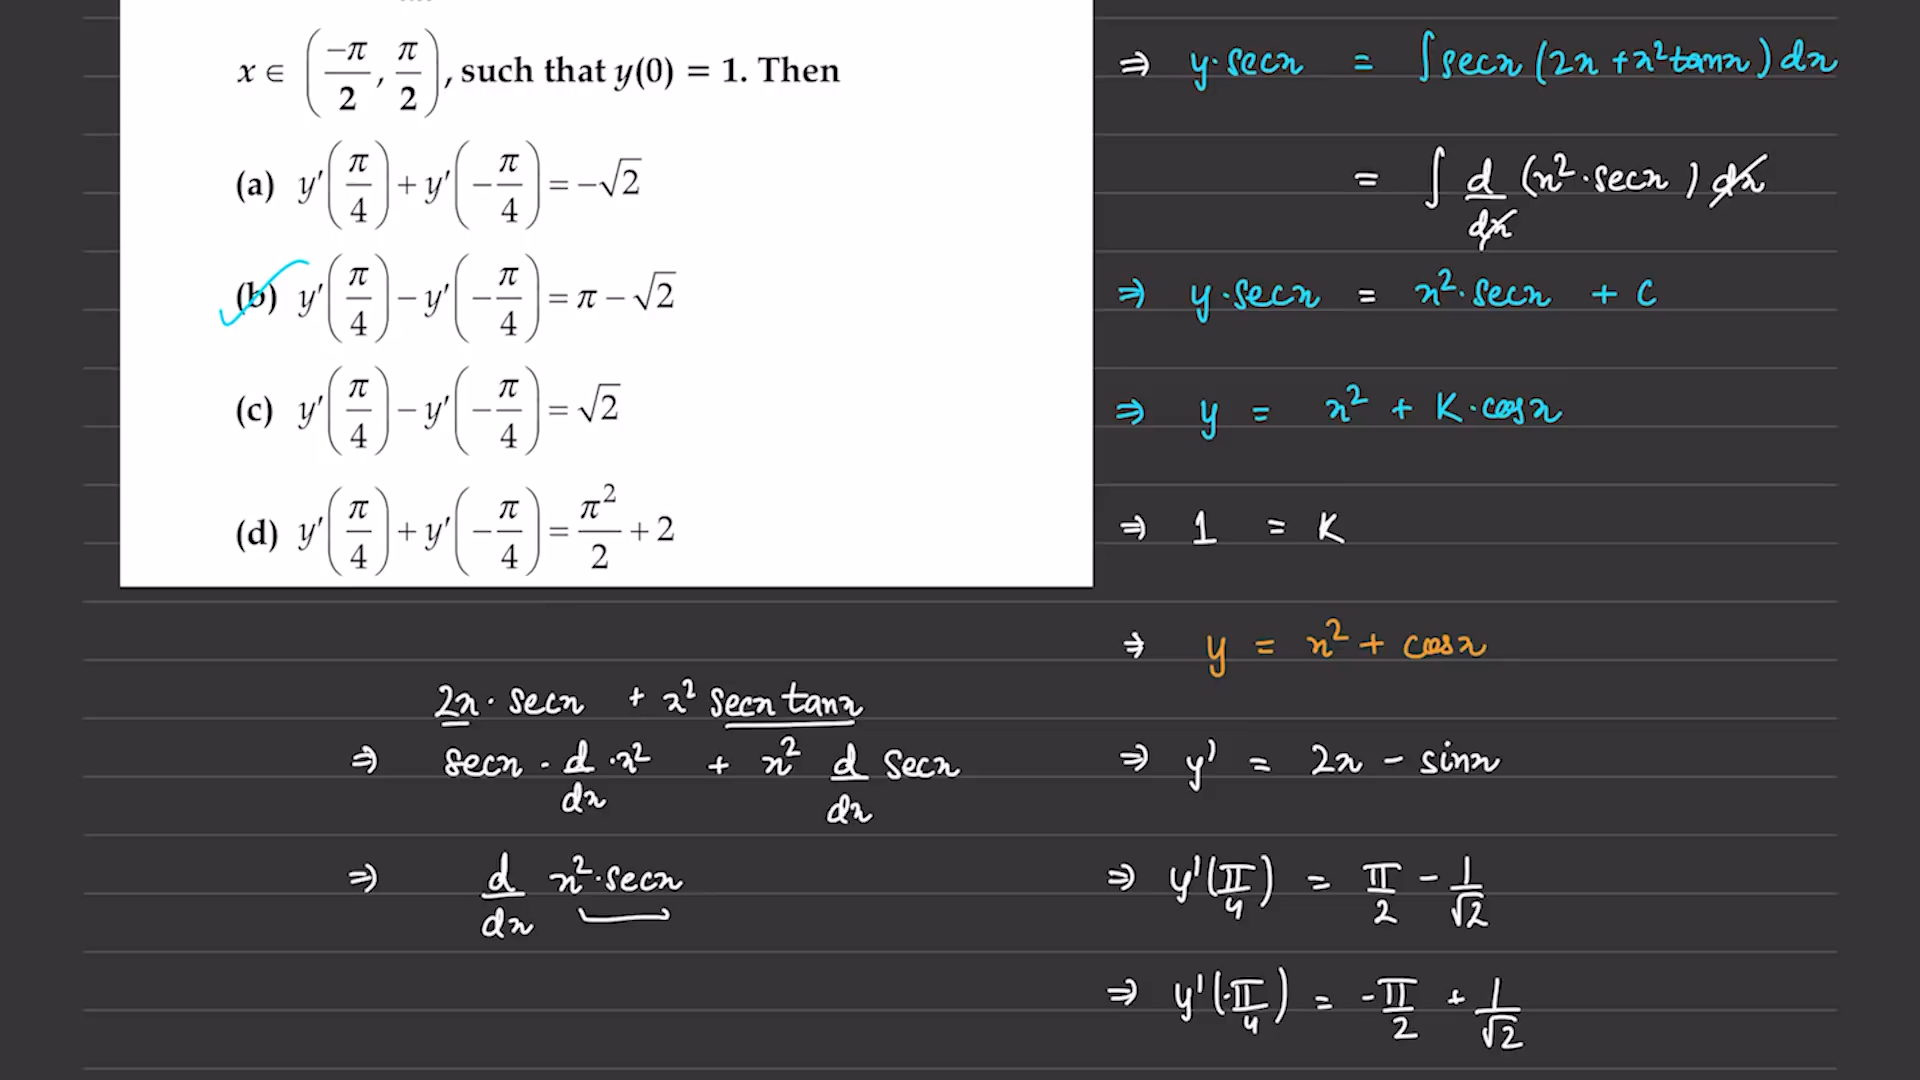 x ∈ (−π/2, π/2), such that y(0) = 1. Then
(a) y′(π/4) + y′(−π/4) = −√2
(b) y′(π/4) − y′(−π/4) = π − √2
(c) y′(π/4) − y′(−π/4) = √2
(d) y′(π/4) + y′(−π/4) = π²/2 + 2
⇒ y·secx = ∫secx (2x + x²tanx) dx
= ∫ d/dx (x²·secx) dx
⇒ y·secx = x²·secx + c
⇒ y = x² + K·cosx
⇒ 1 = K
⇒ y = x² + cosx
⇒ y' = 2x − sinx
⇒ y'(π/4) = π/2 − 1/√2
⇒ y'(-π/4) = -π/2 + 1/√2
2x·secx + x² secx tanx
⇒ secx · d/dx ·x² + x² d/dx secx
⇒ d/dx x²·secx